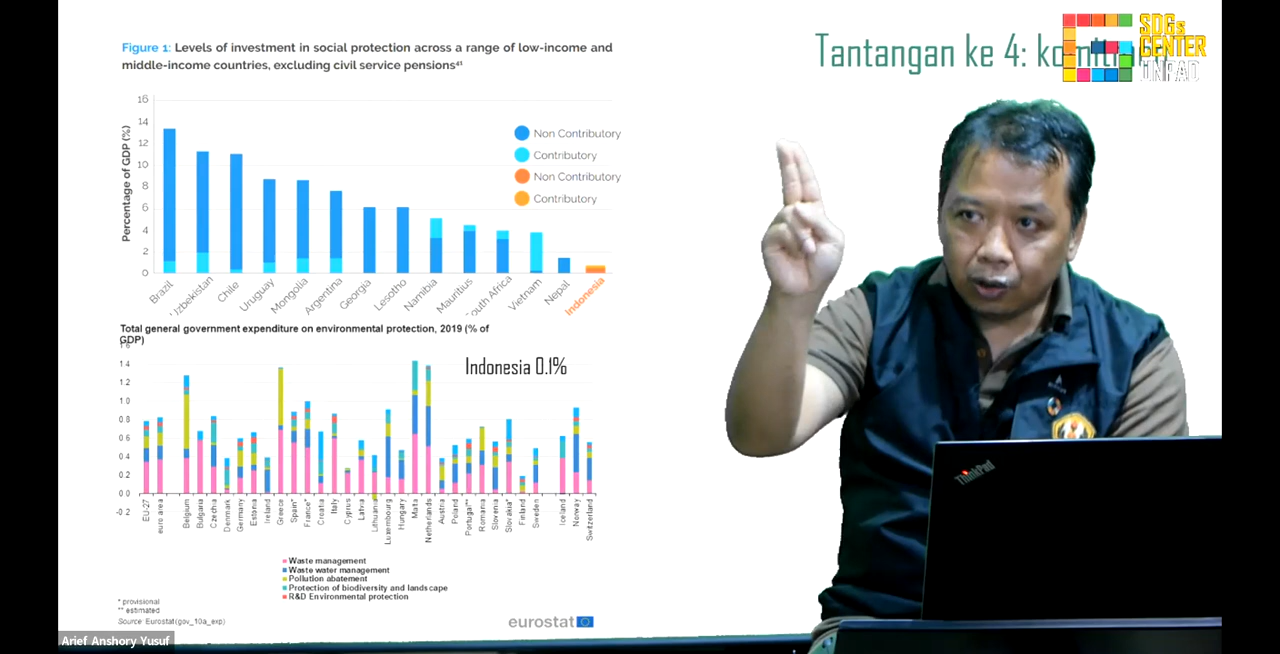 Figure 1: Levels of investment in social protection across a range of low-income and
middle-income countries, excluding civil service pensions⁴¹
Percentage of GDP (%)
16
14
12
10
8
6
4
2
0
Non Contributory
Contributory
Non Contributory
Contributory
Brazil
Uzbekistan
Chile
Uruguay
Mongolia
Argentina
Georgia
Lesotho
Namibia
Mauritius
South Africa
Vietnam
Nepal
Indonesia
Total general government expenditure on environmental protection, 2019 (% of
GDP)
Indonesia 0.1%
1.6
1.4
1.2
1.0
0.8
0.6
0.4
0.2
0.0
-0.2
EU-27
euro area
Belgium
Bulgaria
Czechia
Denmark
Germany
Estonia
Ireland
Greece
Spain*
France*
Croatia
Italy
Cyprus
Latvia
Lithuania
Luxembourg
Hungary
Malta
Netherlands
Austria
Poland
Portugal**
Romania
Slovenia
Slovakia*
Finland
Sweden
Iceland
Norway
Switzerland
Waste management
Waste water management
Pollution abatement
Protection of biodiversity and landscape
R&D Environmental protection
* provisional
** estimated
Source: Eurostat(gov_10a_exp)
eurostat
Tantangan ke 4:
SDGs
CENTER
UNPAD
ThinkPad
Arief Anshory Yusuf